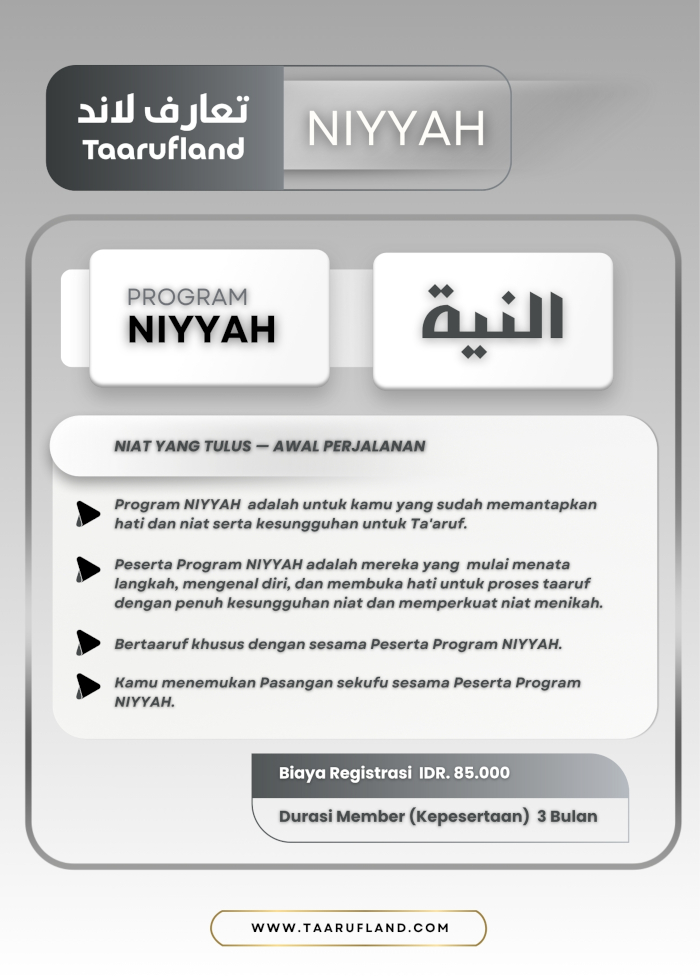 تعارف لاند
Taarufland
NIYYAH
PROGRAM
NIYYAH
النية
NIAT YANG TULUS — AWAL PERJALANAN
Program NIYYAH adalah untuk kamu yang sudah memantapkan
hati dan niat serta kesungguhan untuk Ta'aruf.
Peserta Program NIYYAH adalah mereka yang mulai menata
langkah, mengenal diri, dan membuka hati untuk proses taaruf
dengan penuh kesungguhan niat dan memperkuat niat menikah.
Bertaaruf khusus dengan sesama Peserta Program NIYYAH.
Kamu menemukan Pasangan sekufu sesama Peserta Program
NIYYAH.
Biaya Registrasi IDR. 85.000
Durasi Member (Kepesertaan) 3 Bulan
WWW.TAARUFLAND.COM